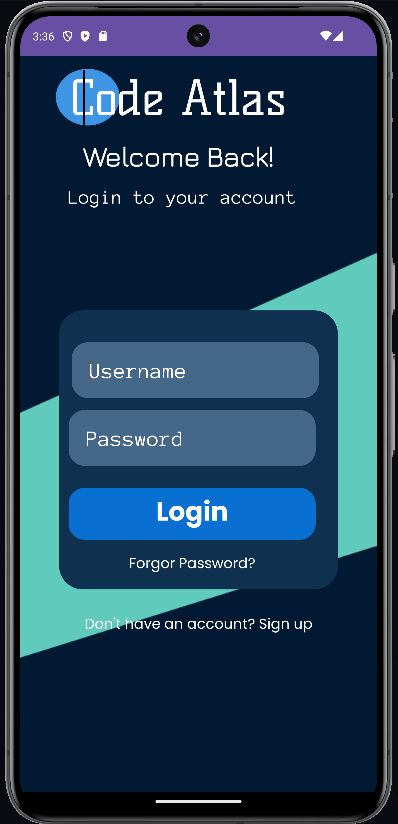 3:36
Code Atlas
Welcome Back!
Login to your account
Username
Password
Login
Forgor Password?
Don't have an account? Sign up